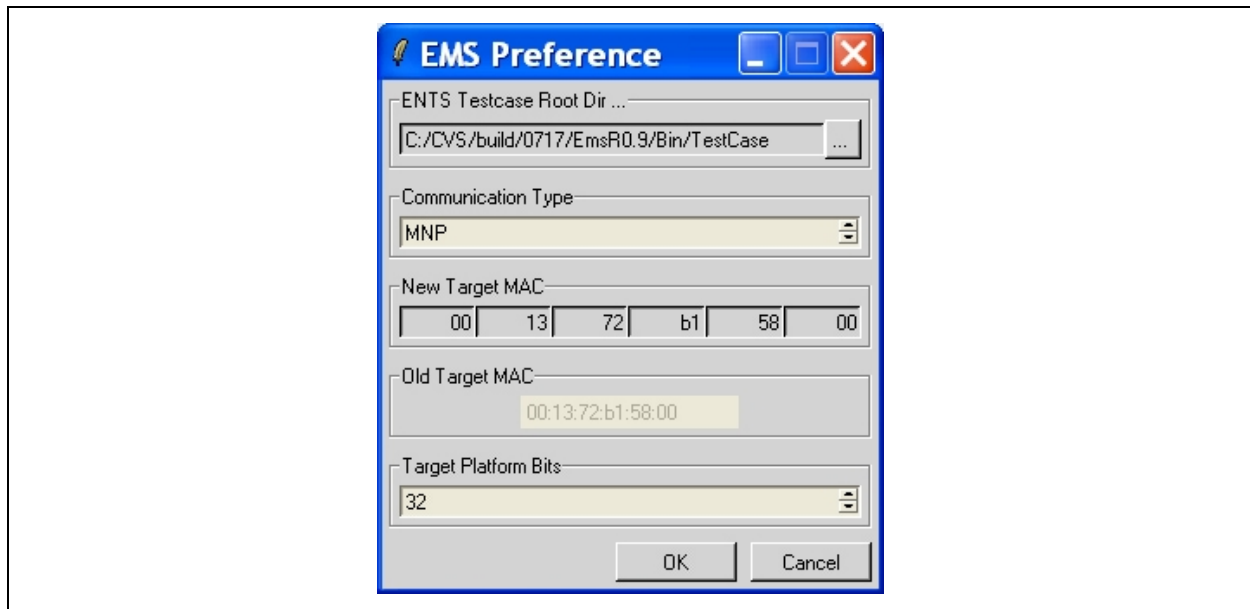 EMS Preference
ENTS Testcase Root Dir ...
C:/CVS/build/0717/EmsR0.9/Bin/TestCase ...
Communication Type
MNP
New Target MAC
00 13 72 b1 58 00
Old Target MAC
00:13:72:b1:58:00
Target Platform Bits
32
OK Cancel